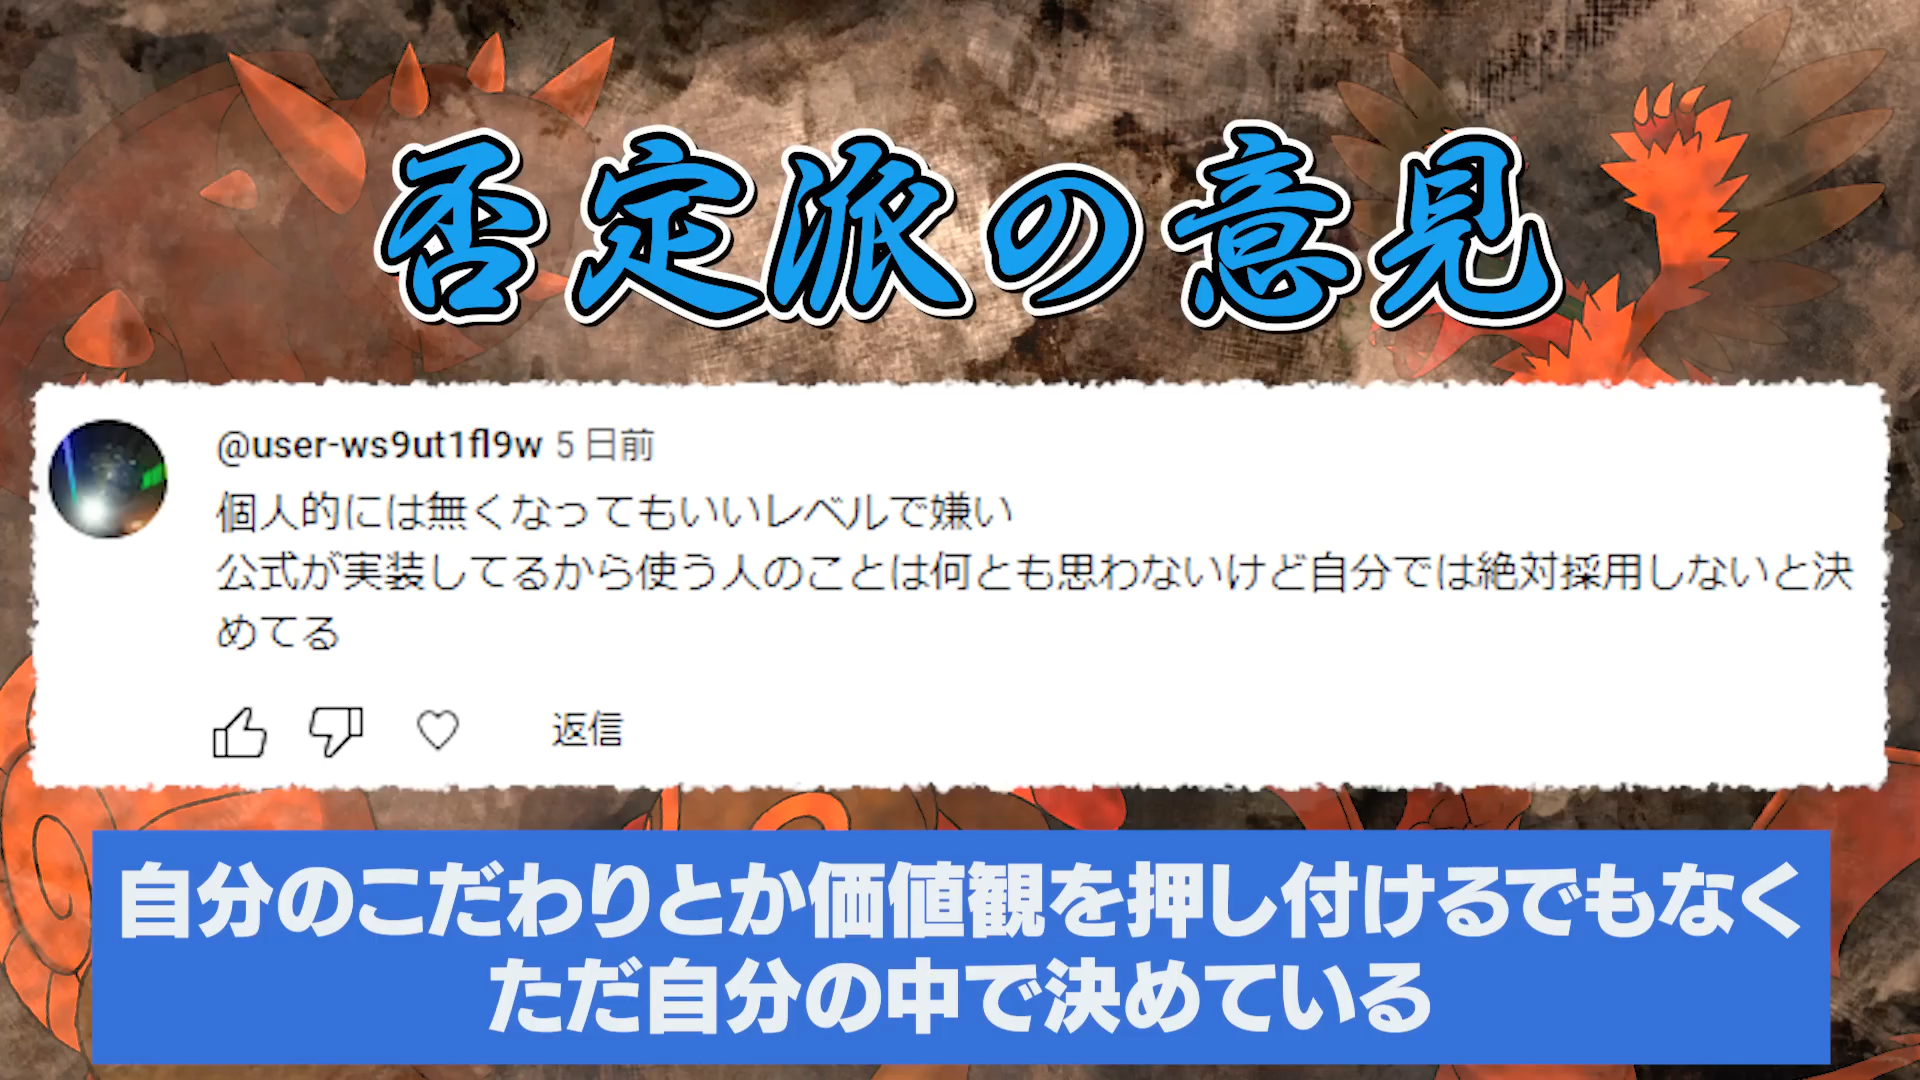 否定派の意見
@user-ws9ut1fl9w 5 日前
個人的には無くなってもいいレベルで嫌い
公式が実装してるから使う人のことは何とも思わないけど自分では絶対採用しないと決
めてる
返信
自分のこだわりとか価値観を押し付けるでもなく
ただ自分の中で決めている